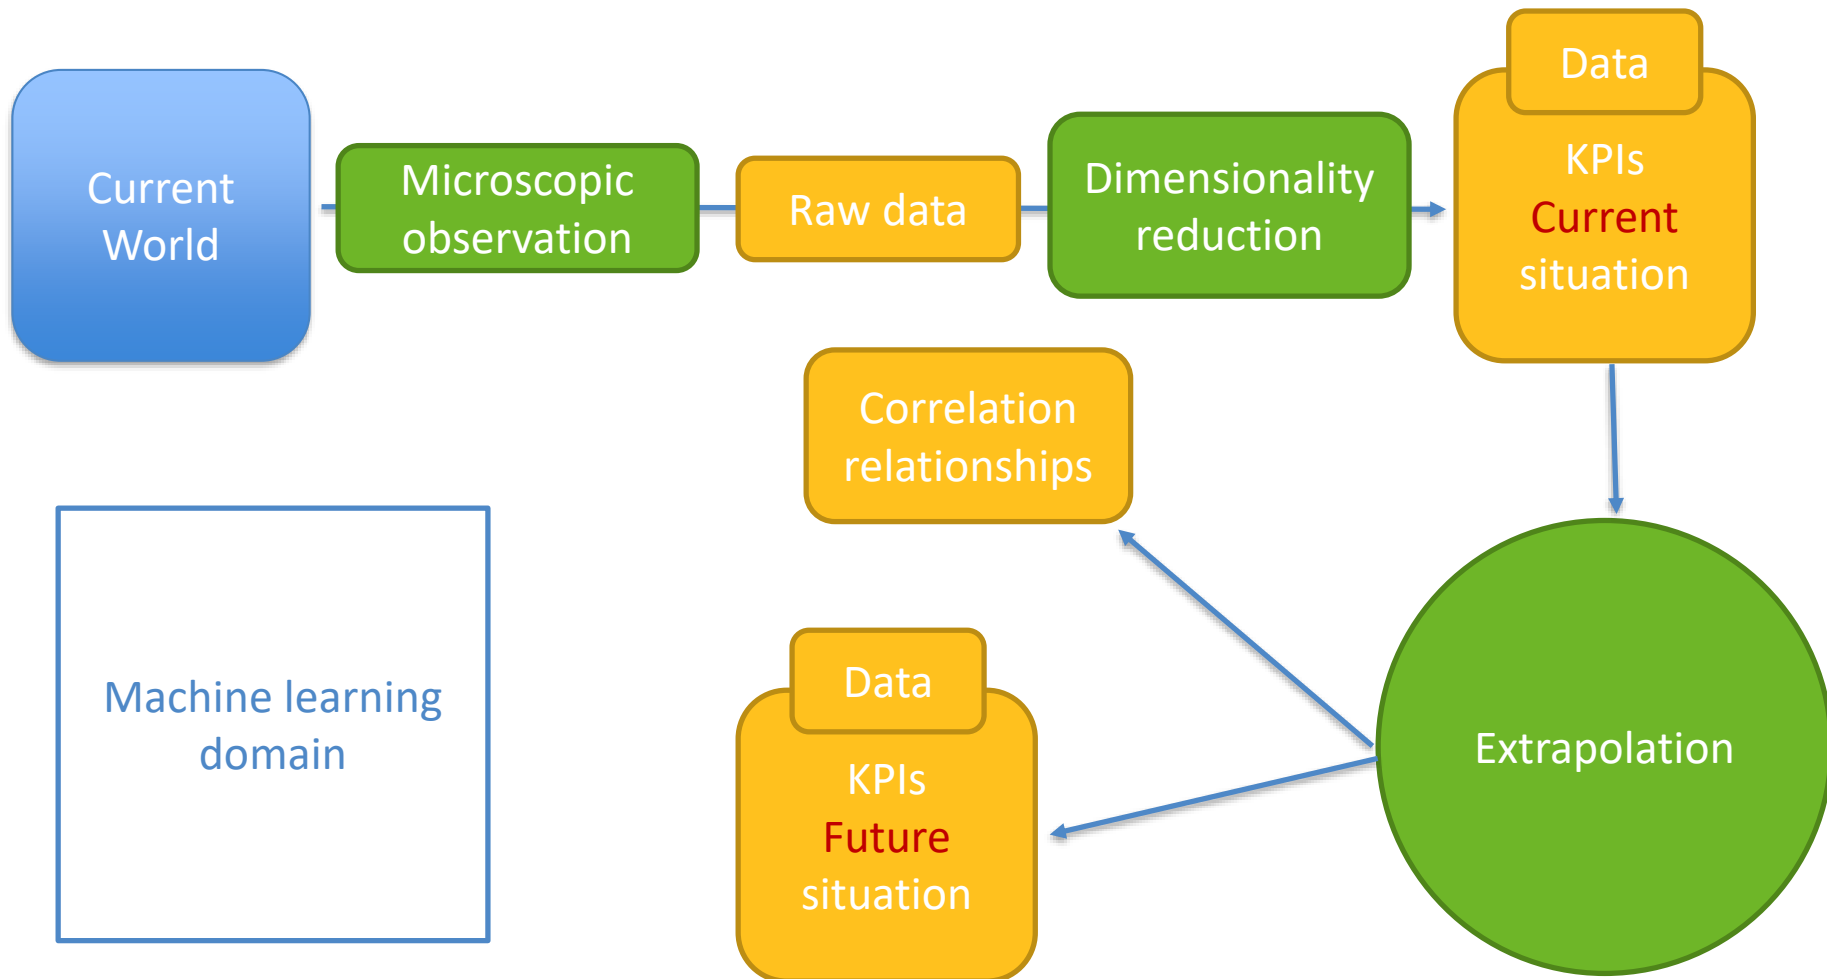 Current
World
Microscopic
observation
Raw data
Dimensionality
reduction
Data
KPIs
Current
situation
Correlation
relationships
Machine learning
domain
Data
KPIs
Future
situation
Extrapolation